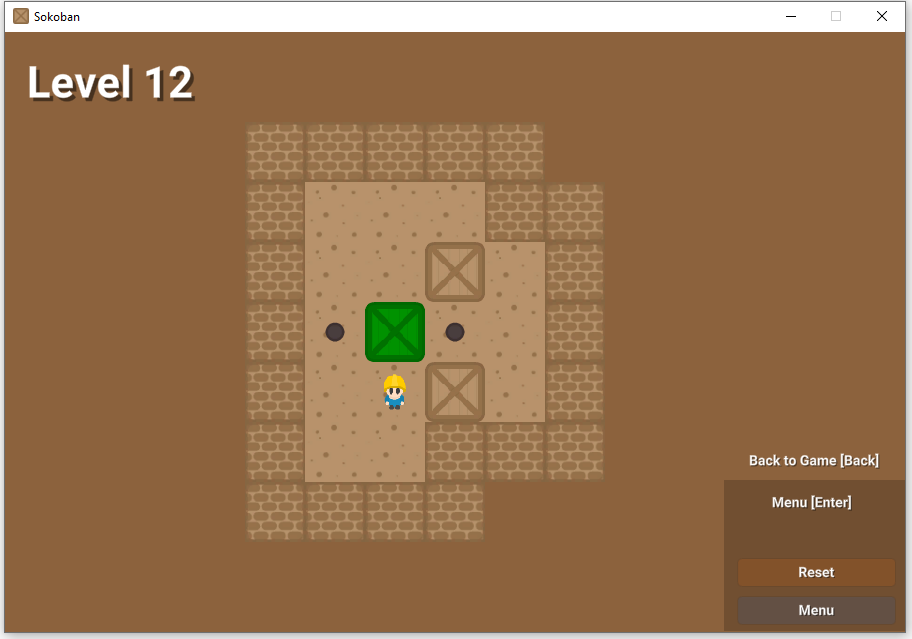 Sokoban
Level 12
Back to Game [Back]
Menu [Enter]
Reset
Menu